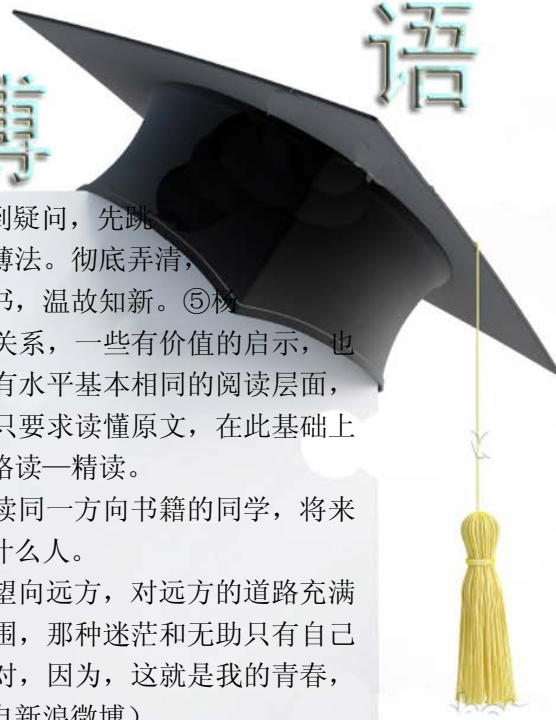 语
博
到疑问，先跳
薄法。彻底弄清，
书，温故知新。⑤杨
关系，一些有价值的启示，也
有水平基本相同的阅读层面，
只要求读懂原文，在此基础上
略读—精读。
读同一方向书籍的同学，将来
什么人。
望向远方，对远方的道路充满
围，那种迷茫和无助只有自己
对，因为，这就是我的青春，
自新浪微博）